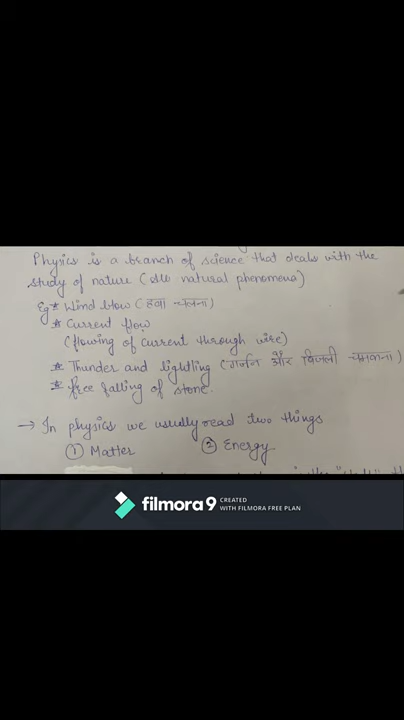 Physics is a branch of science that deals with the
study of nature ( natural phenomena)
Eg * Wind blow (हवा चलना)
* Current flow
(flowing of current through wire)
* Thunder and lightling (गर्जन और बिजली चमकना)
* free falling of stone.
→ In physics we usually read two things
① Matter ② Energy
filmora 9 CREATED
WITH FILMORA FREE PLAN